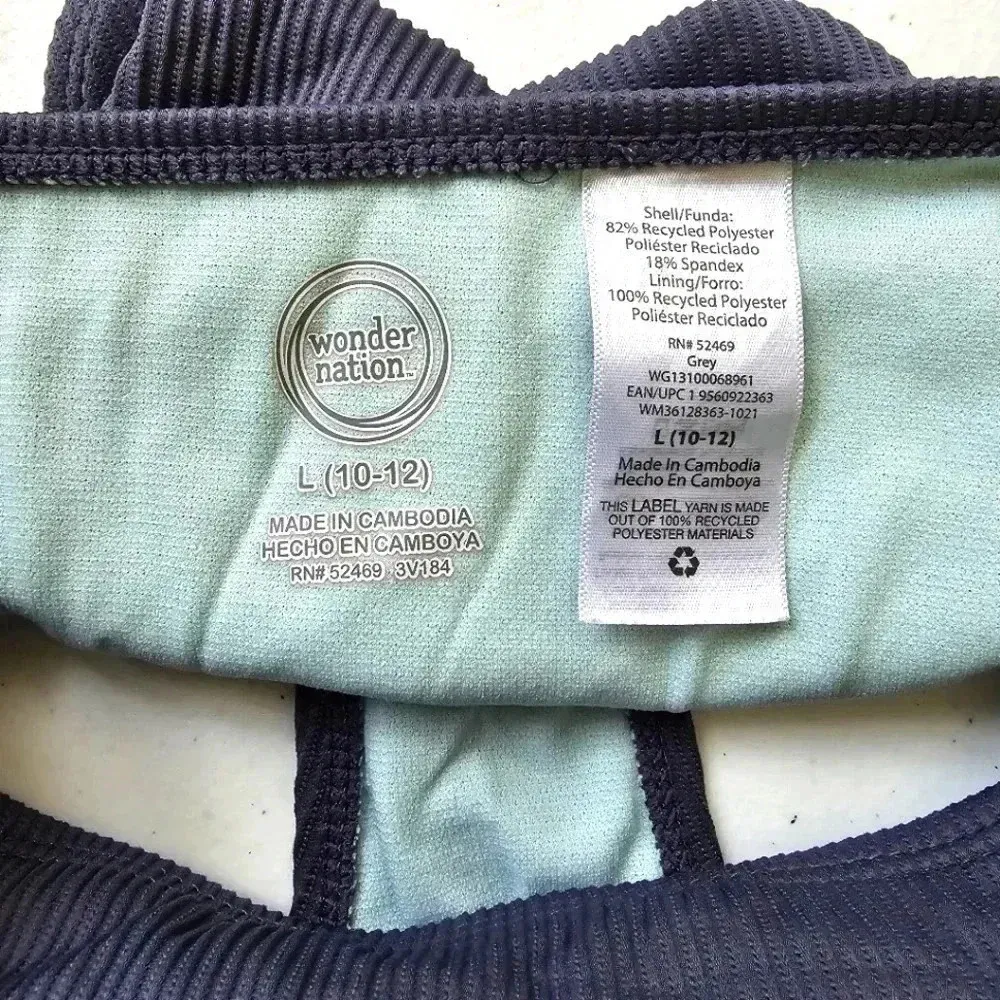 wonder
nation™
L (10-12)
MADE IN CAMBODIA
HECHO EN CAMBOYA
RN# 52469 3V184
Shell/Funda:
82% Recycled Polyester
Poliéster Reciclado
18% Spandex
Lining/Forro:
100% Recycled Polyester
Poliéster Reciclado
RN# 52469
Grey
WG13100068961
EAN/UPC 1 9560922363
WM36128363-1021
L (10-12)
Made In Cambodia
Hecho En Camboya
THIS LABEL YARN IS MADE
OUT OF 100% RECYCLED
POLYESTER MATERIALS